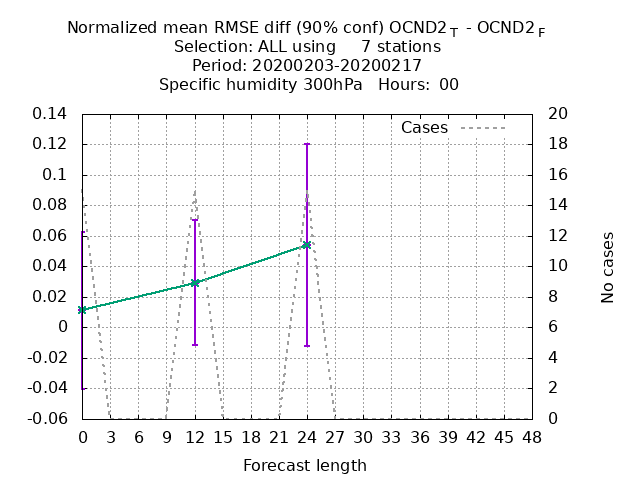 Normalized mean RMSE diff (90% conf) OCND2 T - OCND2 F
Selection: ALL using 7 stations
Period: 20200203-20200217
Specific humidity 300hPa Hours: 00
Cases
0.14
0.12
0.1
0.08
0.06
0.04
0.02
0
-0.02
-0.04
-0.06
20
18
16
14
12
10
8
6
4
2
0
No cases
0 3 6 9 12 15 18 21 24 27 30 33 36 39 42 45 48
Forecast length